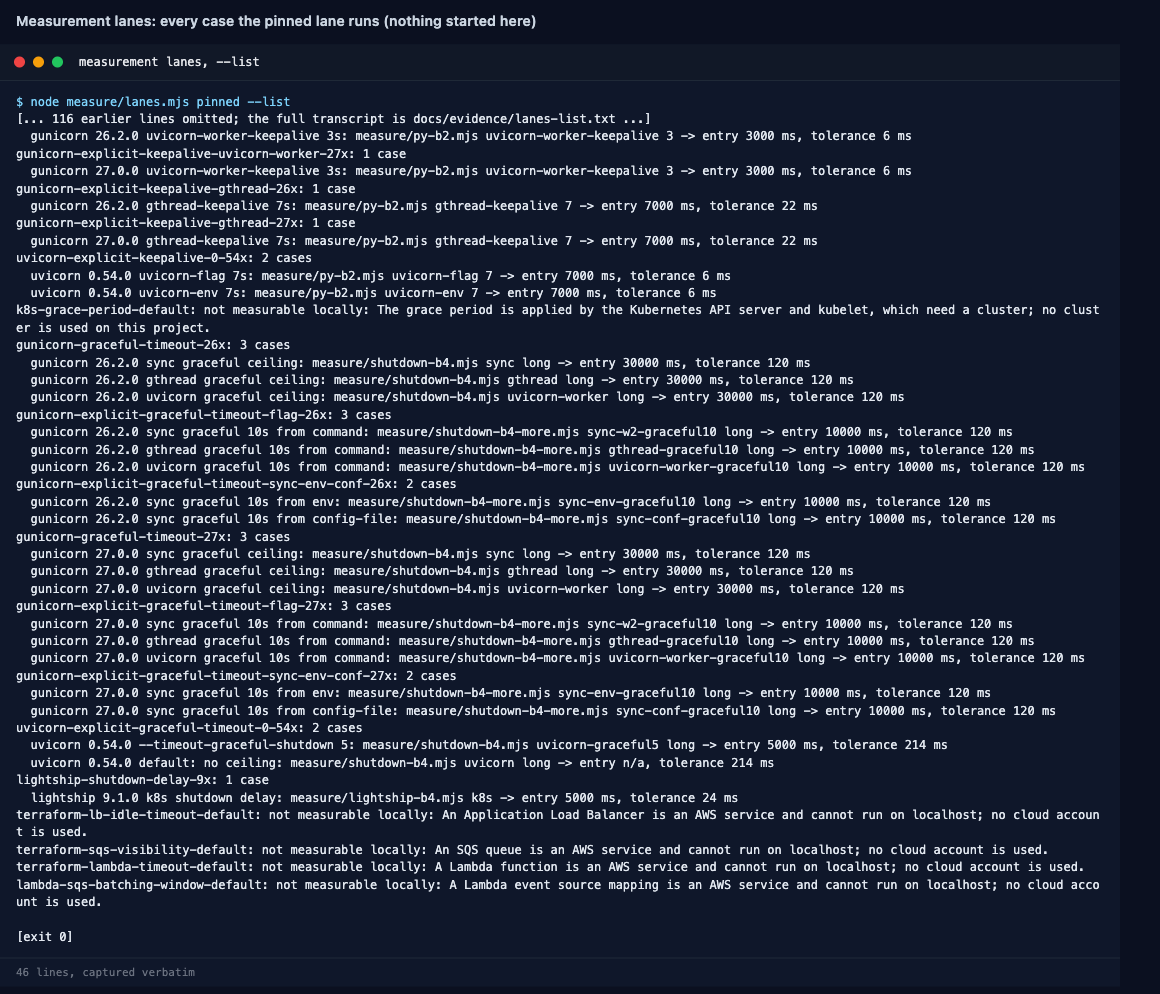 Measurement lanes: every case the pinned lane runs (nothing started here)
measurement lanes, --list
$ node measure/lanes.mjs pinned --list
[... 116 earlier lines omitted; the full transcript is docs/evidence/lanes-list.txt ...]
  gunicorn 26.2.0 uvicorn-worker-keepalive 3s: measure/py-b2.mjs uvicorn-worker-keepalive 3 -> entry 3000 ms, tolerance 6 ms
gunicorn-explicit-keepalive-uvicorn-worker-27x: 1 case
  gunicorn 27.0.0 uvicorn-worker-keepalive 3s: measure/py-b2.mjs uvicorn-worker-keepalive 3 -> entry 3000 ms, tolerance 6 ms
gunicorn-explicit-keepalive-gthread-26x: 1 case
  gunicorn 26.2.0 gthread-keepalive 7s: measure/py-b2.mjs gthread-keepalive 7 -> entry 7000 ms, tolerance 22 ms
gunicorn-explicit-keepalive-gthread-27x: 1 case
  gunicorn 27.0.0 gthread-keepalive 7s: measure/py-b2.mjs gthread-keepalive 7 -> entry 7000 ms, tolerance 22 ms
uvicorn-explicit-keepalive-0-54x: 2 cases
  uvicorn 0.54.0 uvicorn-flag 7s: measure/py-b2.mjs uvicorn-flag 7 -> entry 7000 ms, tolerance 6 ms
  uvicorn 0.54.0 uvicorn-env 7s: measure/py-b2.mjs uvicorn-env 7 -> entry 7000 ms, tolerance 6 ms
k8s-grace-period-default: not measurable locally: The grace period is applied by the Kubernetes API server and kubelet, which need a cluster; no clust
er is used on this project.
gunicorn-graceful-timeout-26x: 3 cases
  gunicorn 26.2.0 sync graceful ceiling: measure/shutdown-b4.mjs sync long -> entry 30000 ms, tolerance 120 ms
  gunicorn 26.2.0 gthread graceful ceiling: measure/shutdown-b4.mjs gthread long -> entry 30000 ms, tolerance 120 ms
  gunicorn 26.2.0 uvicorn graceful ceiling: measure/shutdown-b4.mjs uvicorn-worker long -> entry 30000 ms, tolerance 120 ms
gunicorn-explicit-graceful-timeout-flag-26x: 3 cases
  gunicorn 26.2.0 sync graceful 10s from command: measure/shutdown-b4-more.mjs sync-w2-graceful10 long -> entry 10000 ms, tolerance 120 ms
  gunicorn 26.2.0 gthread graceful 10s from command: measure/shutdown-b4-more.mjs gthread-graceful10 long -> entry 10000 ms, tolerance 120 ms
  gunicorn 26.2.0 uvicorn graceful 10s from command: measure/shutdown-b4-more.mjs uvicorn-worker-graceful10 long -> entry 10000 ms, tolerance 120 ms
gunicorn-explicit-graceful-timeout-sync-env-conf-26x: 2 cases
  gunicorn 26.2.0 sync graceful 10s from env: measure/shutdown-b4-more.mjs sync-env-graceful10 long -> entry 10000 ms, tolerance 120 ms
  gunicorn 26.2.0 sync graceful 10s from config-file: measure/shutdown-b4-more.mjs sync-conf-graceful10 long -> entry 10000 ms, tolerance 120 ms
gunicorn-graceful-timeout-27x: 3 cases
  gunicorn 27.0.0 sync graceful ceiling: measure/shutdown-b4.mjs sync long -> entry 30000 ms, tolerance 120 ms
  gunicorn 27.0.0 gthread graceful ceiling: measure/shutdown-b4.mjs gthread long -> entry 30000 ms, tolerance 120 ms
  gunicorn 27.0.0 uvicorn graceful ceiling: measure/shutdown-b4.mjs uvicorn-worker long -> entry 30000 ms, tolerance 120 ms
gunicorn-explicit-graceful-timeout-flag-27x: 3 cases
  gunicorn 27.0.0 sync graceful 10s from command: measure/shutdown-b4-more.mjs sync-w2-graceful10 long -> entry 10000 ms, tolerance 120 ms
  gunicorn 27.0.0 gthread graceful 10s from command: measure/shutdown-b4-more.mjs gthread-graceful10 long -> entry 10000 ms, tolerance 120 ms
  gunicorn 27.0.0 uvicorn graceful 10s from command: measure/shutdown-b4-more.mjs uvicorn-worker-graceful10 long -> entry 10000 ms, tolerance 120 ms
gunicorn-explicit-graceful-timeout-sync-env-conf-27x: 2 cases
  gunicorn 27.0.0 sync graceful 10s from env: measure/shutdown-b4-more.mjs sync-env-graceful10 long -> entry 10000 ms, tolerance 120 ms
  gunicorn 27.0.0 sync graceful 10s from config-file: measure/shutdown-b4-more.mjs sync-conf-graceful10 long -> entry 10000 ms, tolerance 120 ms
uvicorn-explicit-graceful-timeout-0-54x: 2 cases
  uvicorn 0.54.0 --timeout-graceful-shutdown 5: measure/shutdown-b4.mjs uvicorn-graceful5 long -> entry 5000 ms, tolerance 214 ms
  uvicorn 0.54.0 default: no ceiling: measure/shutdown-b4.mjs uvicorn long -> entry n/a, tolerance 214 ms
lightship-shutdown-delay-9x: 1 case
  lightship 9.1.0 k8s shutdown delay: measure/lightship-b4.mjs k8s -> entry 5000 ms, tolerance 24 ms
terraform-lb-idle-timeout-default: not measurable locally: An Application Load Balancer is an AWS service and cannot run on localhost; no cloud accoun
t is used.
terraform-sqs-visibility-default: not measurable locally: An SQS queue is an AWS service and cannot run on localhost; no cloud account is used.
terraform-lambda-timeout-default: not measurable locally: A Lambda function is an AWS service and cannot run on localhost; no cloud account is used.
lambda-sqs-batching-window-default: not measurable locally: A Lambda event source mapping is an AWS service and cannot run on localhost; no cloud acco
unt is used.
[exit 0]
46 lines, captured verbatim